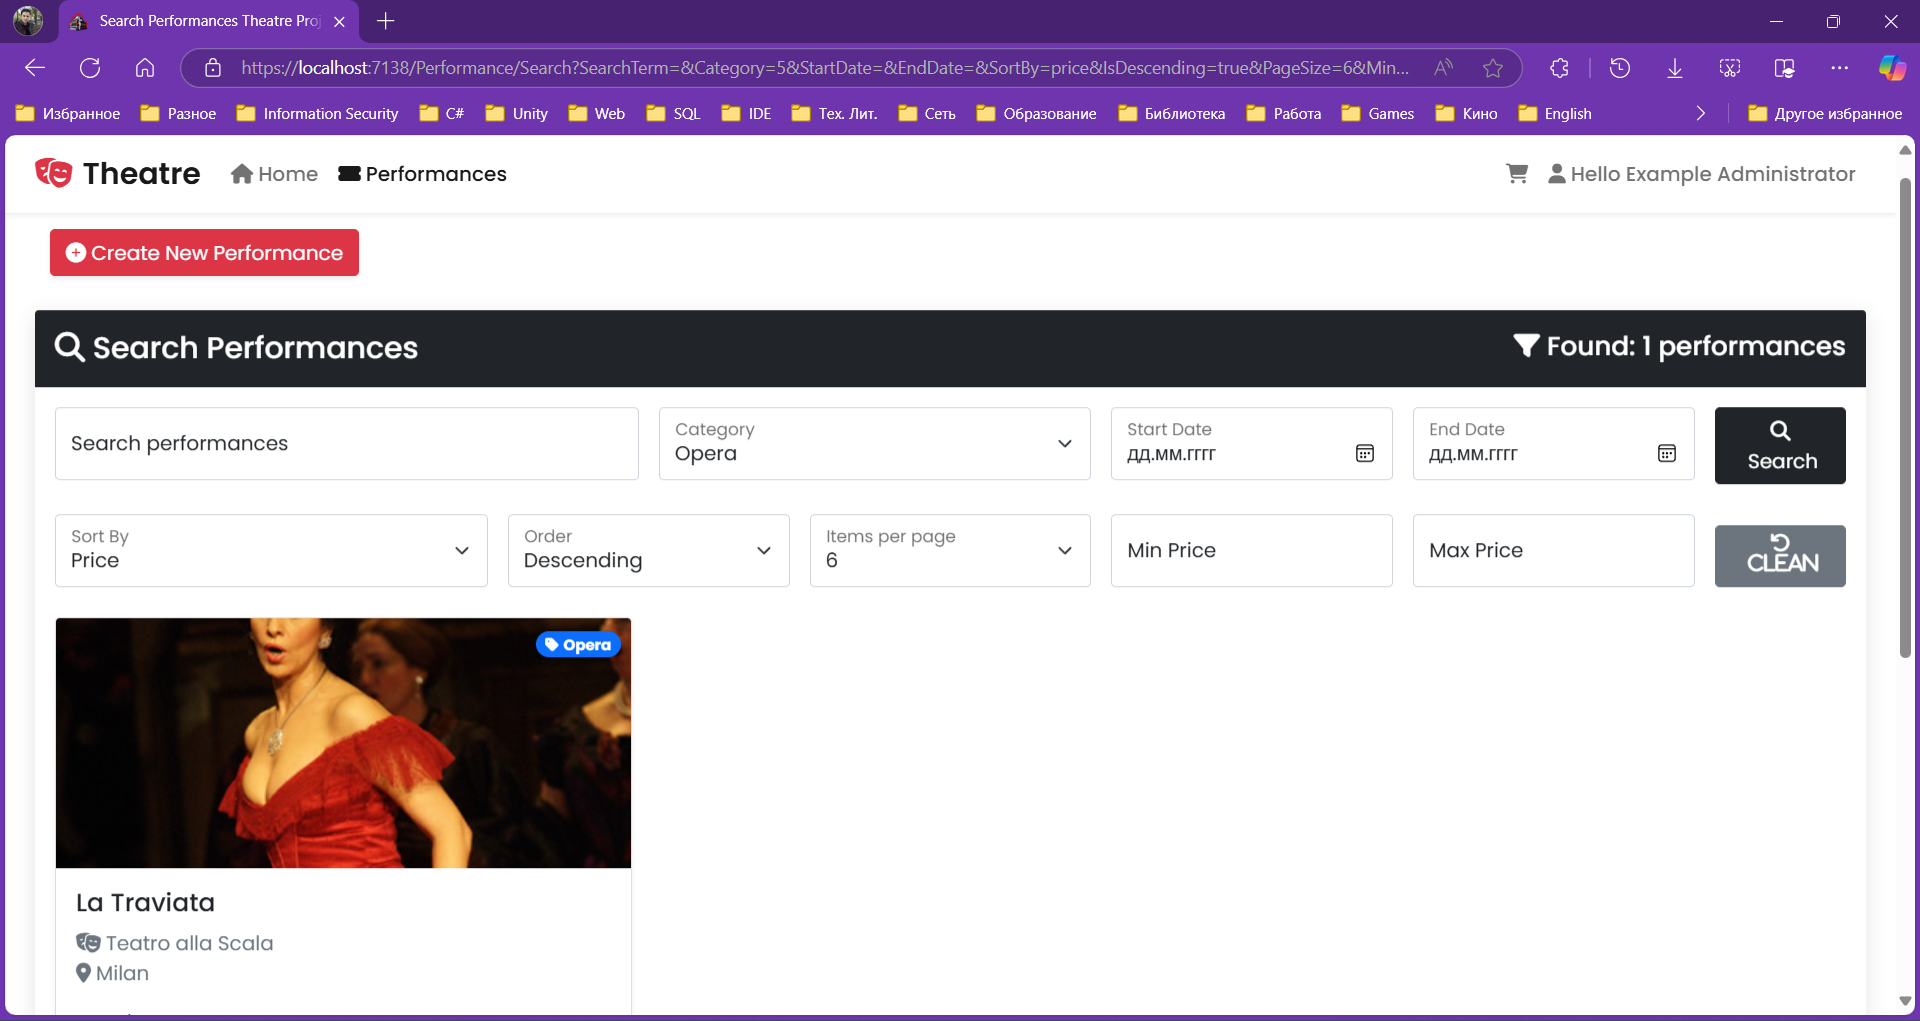 Search Performances Theatre Pro
https://localhost:7138/Performance/Search?SearchTerm=&Category=5&StartDate=&EndDate=&SortBy=price&IsDescending=true&PageSize=6&Min...
Избранное Разное Information Security C# Unity Web SQL IDE Тех. Лит. Сеть Образование Библиотека Работа Games Кино English Другое избранное
Theatre Home Performances Hello Example Administrator
Create New Performance
Search Performances Found: 1 performances
Search performances
Category
Opera
Start Date
дд.мм.гггг
End Date
дд.мм.гггг
Search
Sort By
Price
Order
Descending
Items per page
6
Min Price
Max Price
CLEAN
Opera
La Traviata
Teatro alla Scala
Milan